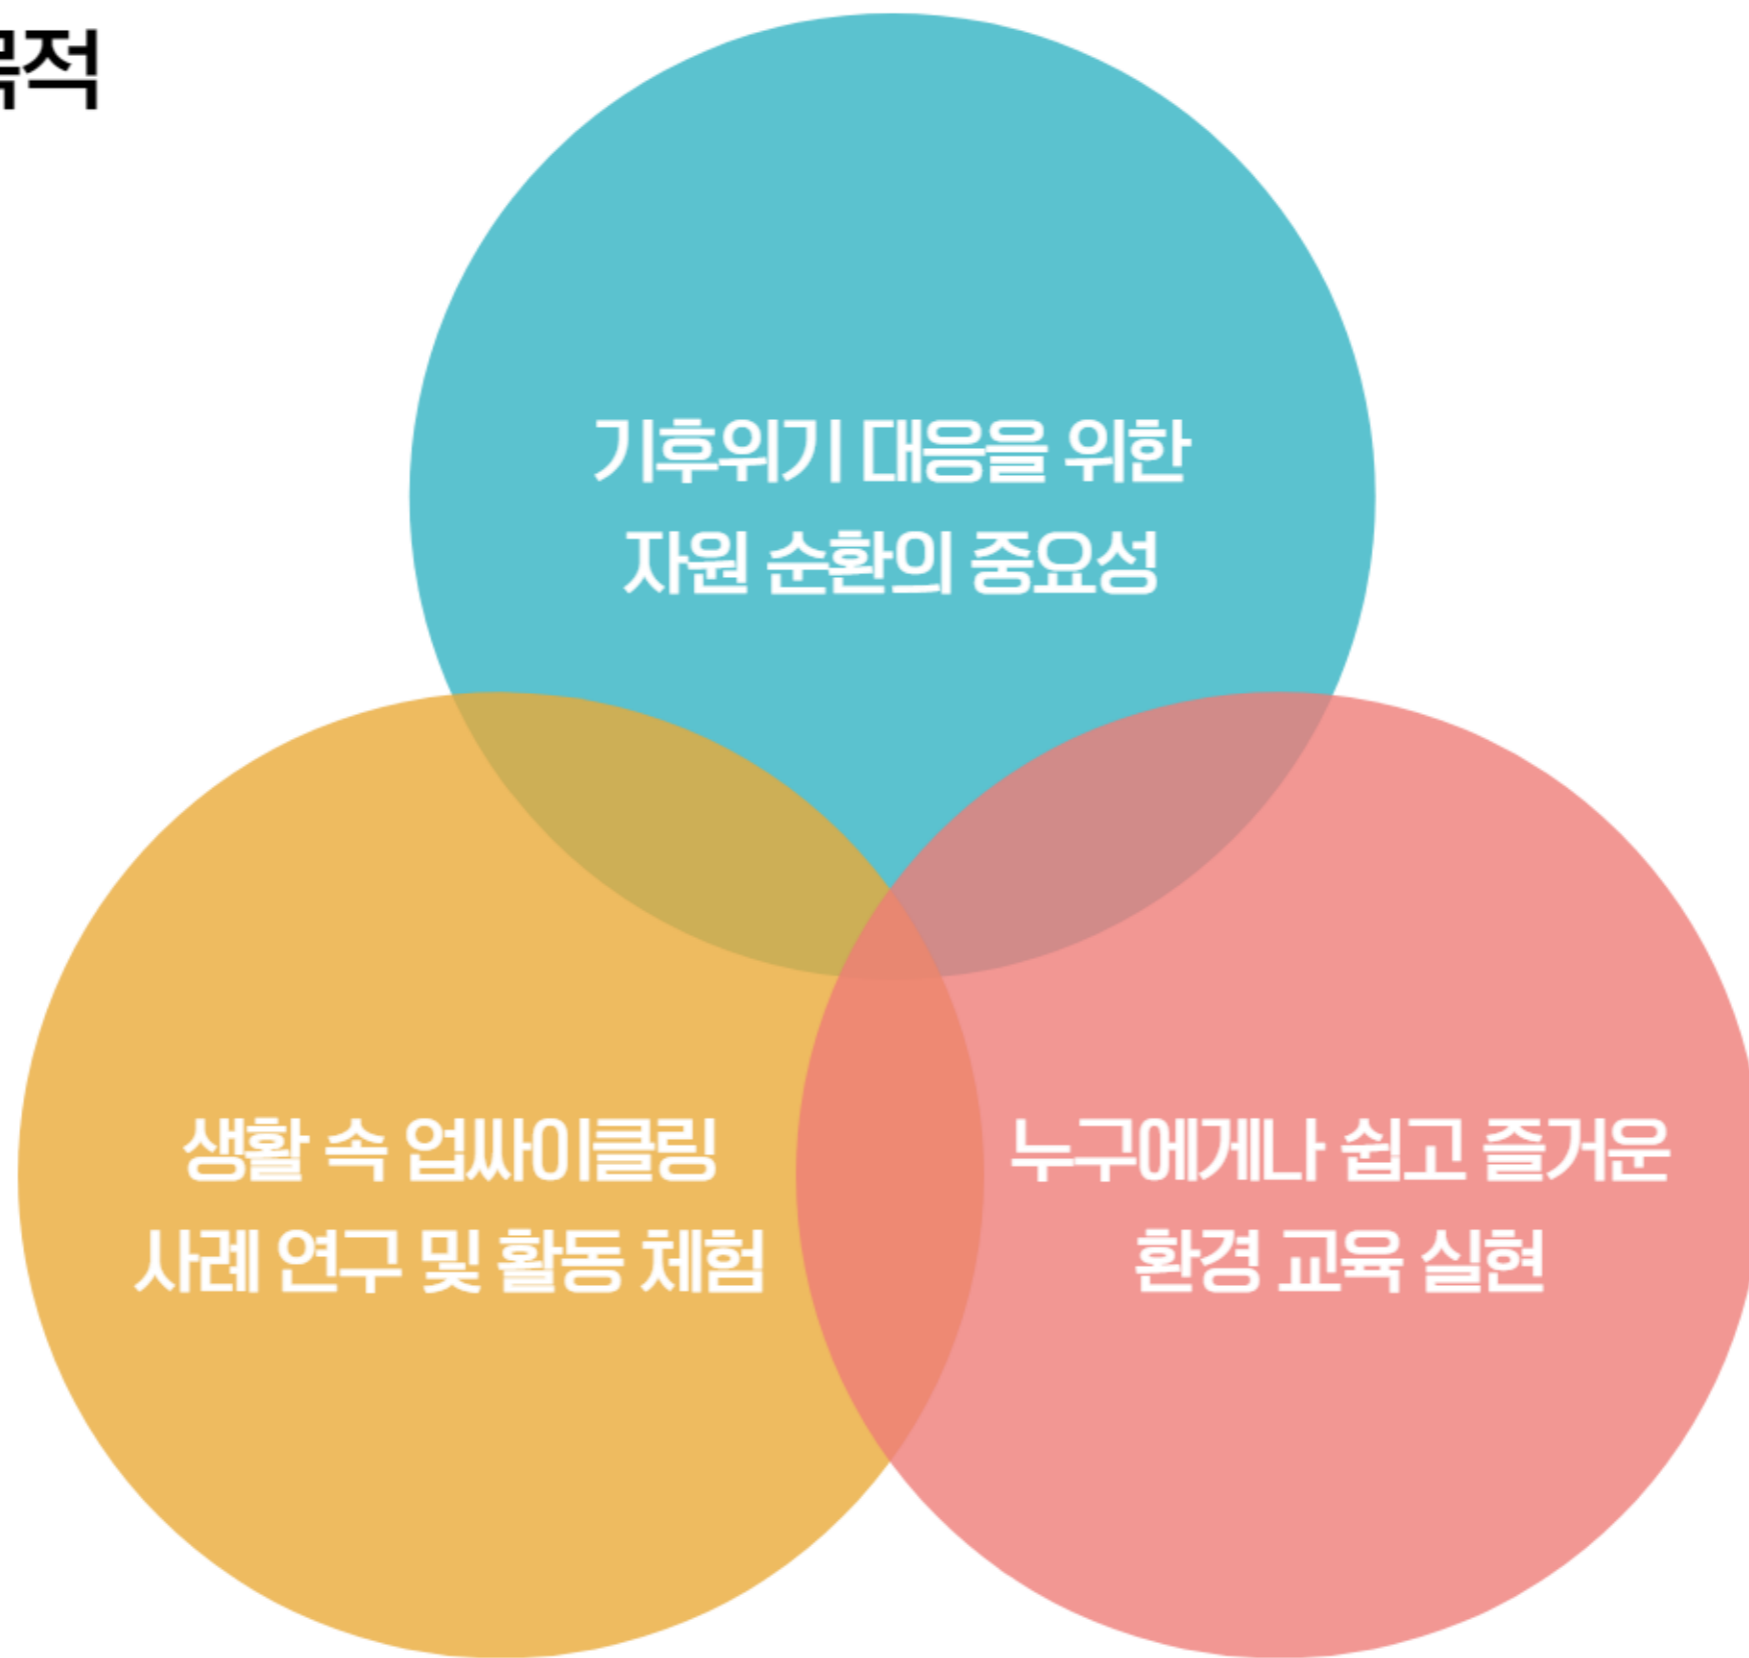 목적
기후위기 대응을 위한
자원 순환의 중요성
생활 속 업싸이클링
사례 연구 및 활동 체험
누구에게나 쉽고 즐거운
환경 교육 실현